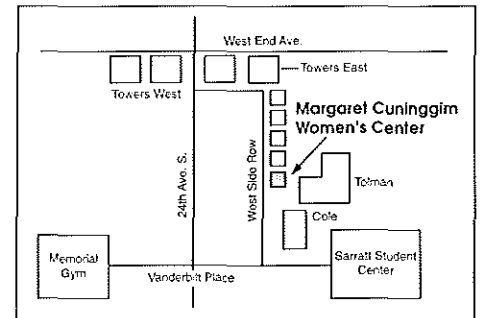 West End Ave.
Towers East
Towers West
Margaret Cuninggim
Women's Center
24th Ave. S.
West Side Row
Tolman
Cole
Memorial
Gym
Vanderbilt Place
Sarratt Student
Center